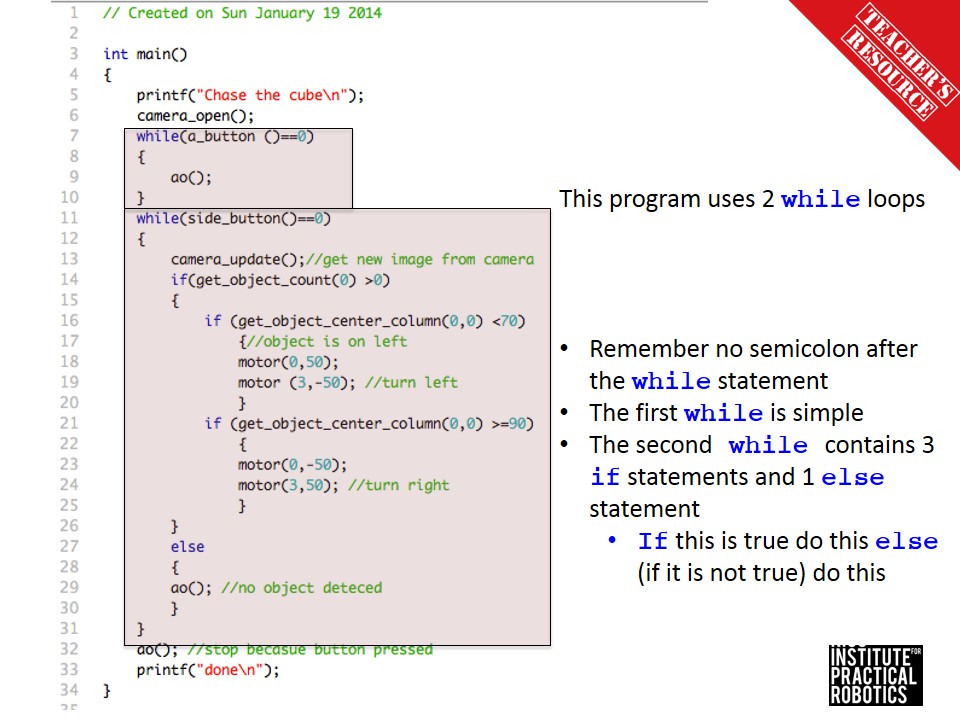 1 // Created on Sun January 19 2014
2
3 int main()
4 {
5 printf("Chase the cube\n");
6 camera_open();
7 while(a_button ()==0)
8 {
9 ao();
10 }
11 while(side_button()==0)
12 {
13 camera_update();//get new image from camera
14 if(get_object_count(0) >0)
15 {
16 if (get_object_center_column(0,0) <70)
17 {//object is on left
18 motor(0,50);
19 motor (3,-50); //turn left
20 }
21 if (get_object_center_column(0,0) >=90)
22 {
23 motor(0,-50);
24 motor(3,50); //turn right
25 }
26 }
27 else
28 {
29 ao(); //no object deteced
30 }
31 }
32 ao(); //stop becasue button pressed
33 printf("done\n");
34 }
35
TEACHER'S
RESOURCE
This program uses 2 while loops
• Remember no semicolon after
the while statement
• The first while is simple
• The second while contains 3
if statements and 1 else
statement
• If this is true do this else
(if it is not true) do this
INSTITUTE FOR
PRACTICAL
ROBOTICS